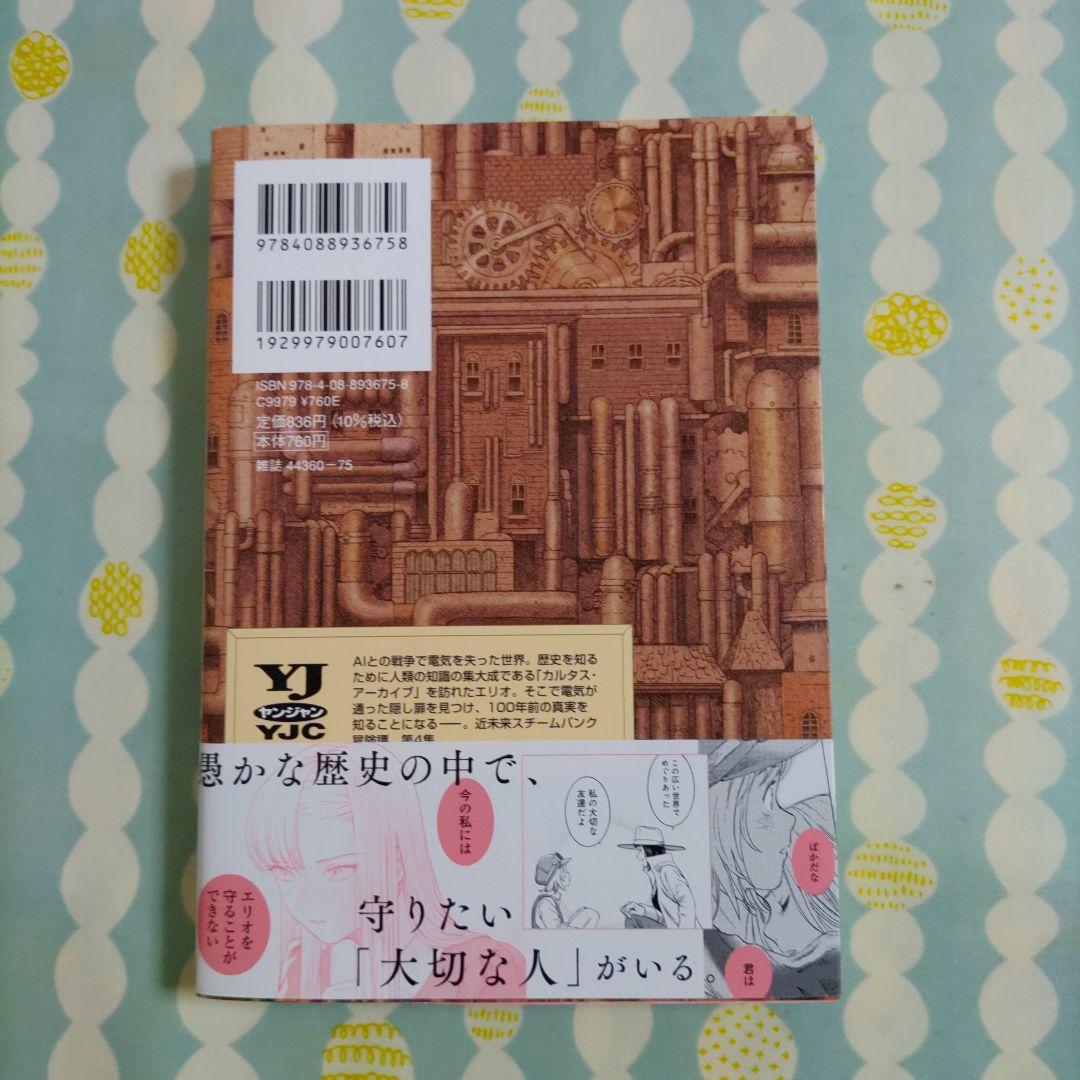 9784088936758
1929979007607
ISBN 978-4-08-893675-8
C9979 ¥760E
定価836円(10%税込)
本体760円
雑誌 44360-75
YJ
ヤンジャン
YJC
AIとの戦争で電気を失った世界。歴史を知る
ために人類の知識の集大成である「カルタス・
アーカイブ」を訪れたエリオ。そこで電気が
通った隠し扉を見つけ、100年前の真実を
知ることになる——。近未来スチームパンク
冒険譚、第4集
愚かな歴史の中で、
この広い世界で
めぐりあった
私の大切な
友達だよ
今の私には
ばかだな
エリオを
守ることが
できない
守りたい
「大切な人」がいる。
君は